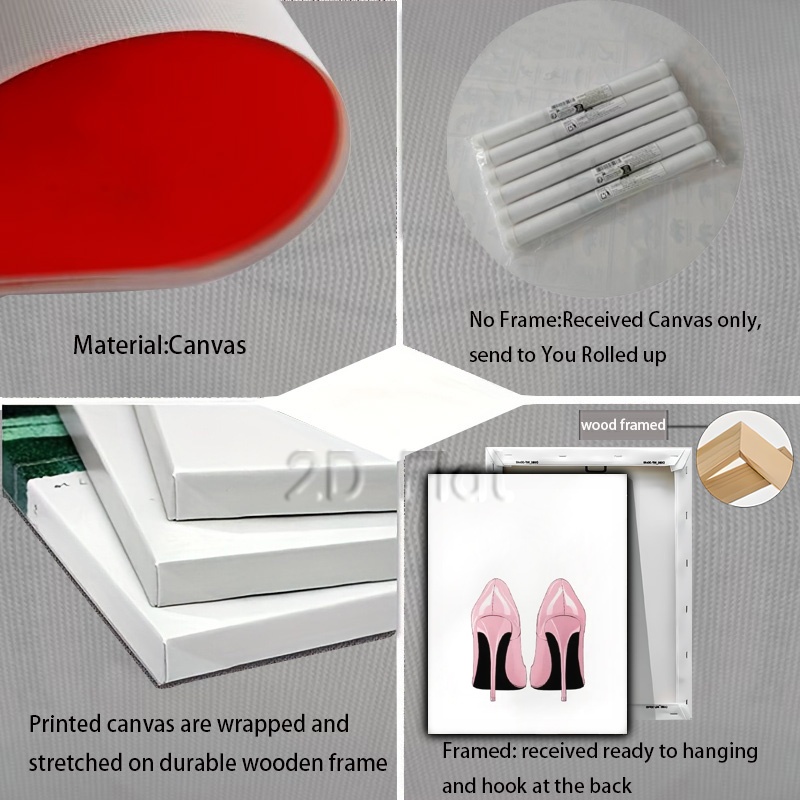 Material:Canvas
No Frame:Received Canvas only,
send to You Rolled up
2D Flat
wood framed
Printed canvas are wrapped and
stretched on durable wooden frame
Framed: received ready to hanging
and hook at the back